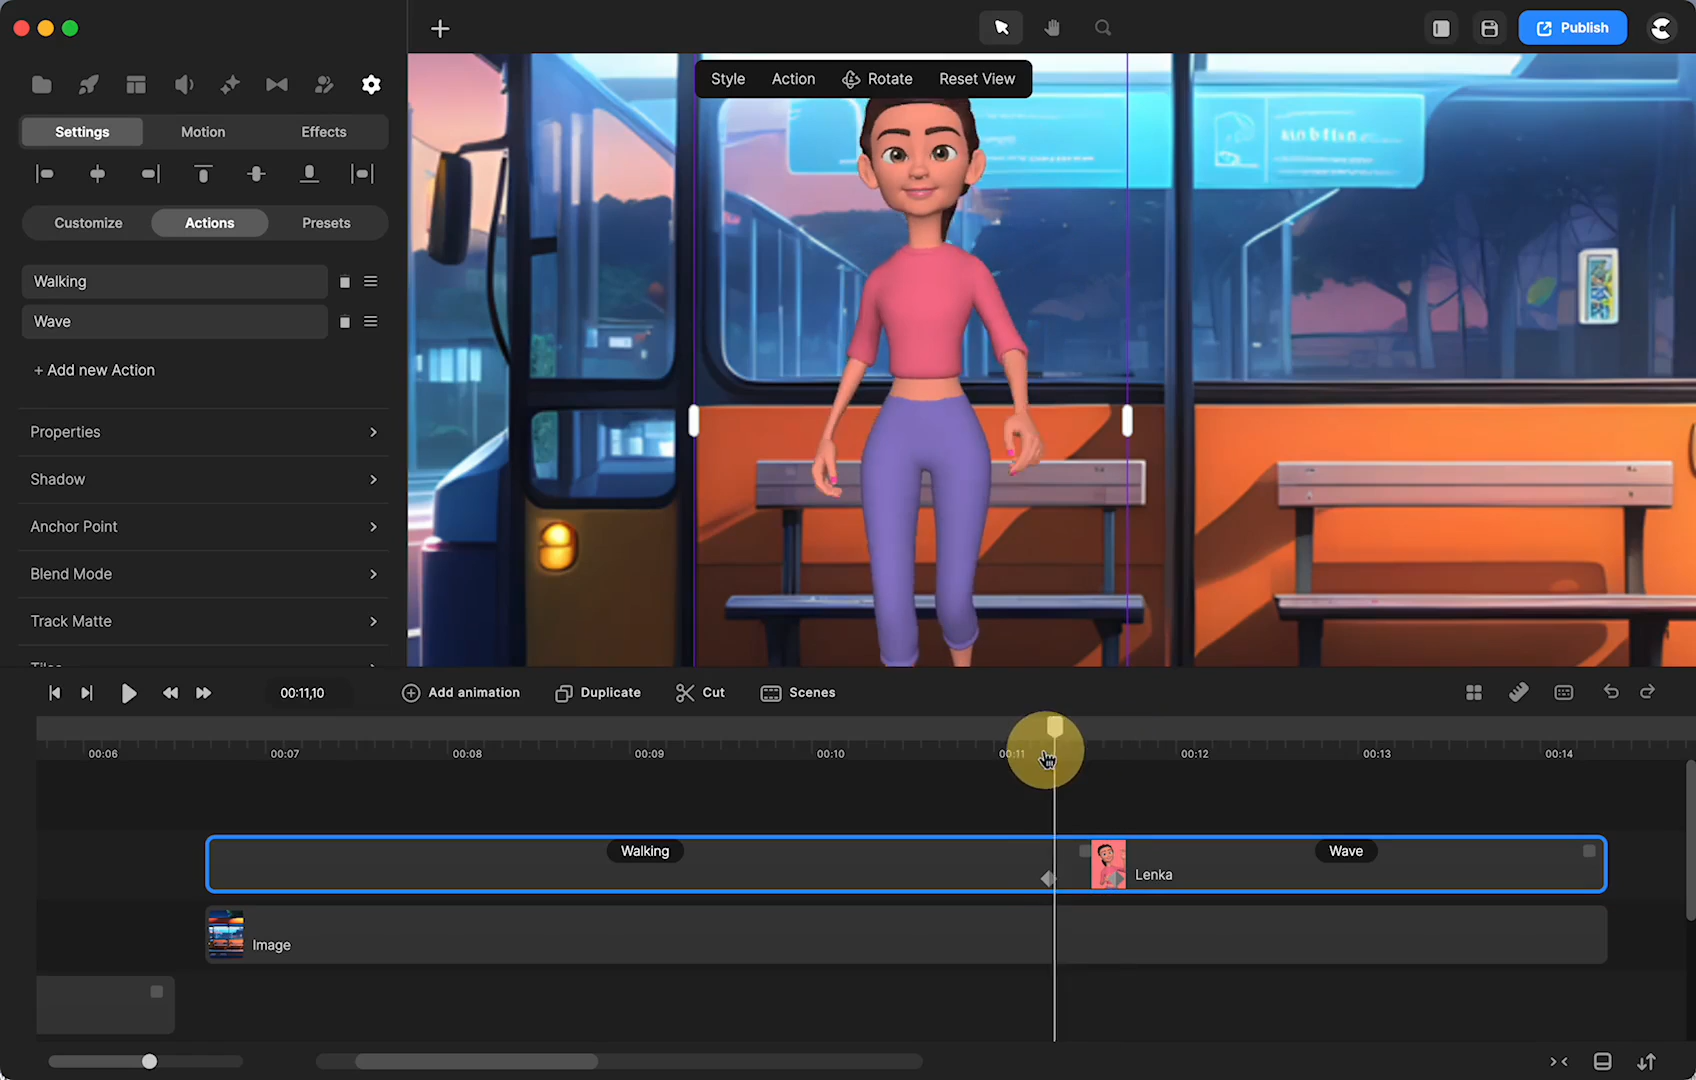 Publish
Style Action Rotate Reset View
Settings Motion Effects
Customize Actions Presets
Walking
Wave
+ Add new Action
Properties
Shadow
Anchor Point
Blend Mode
Track Matte
00:11,10 Add animation Duplicate Cut Scenes
00:06 00:07 00:08 00:09 00:10 00:11 00:12 00:13 00:14
Walking Wave
Lenka
Image